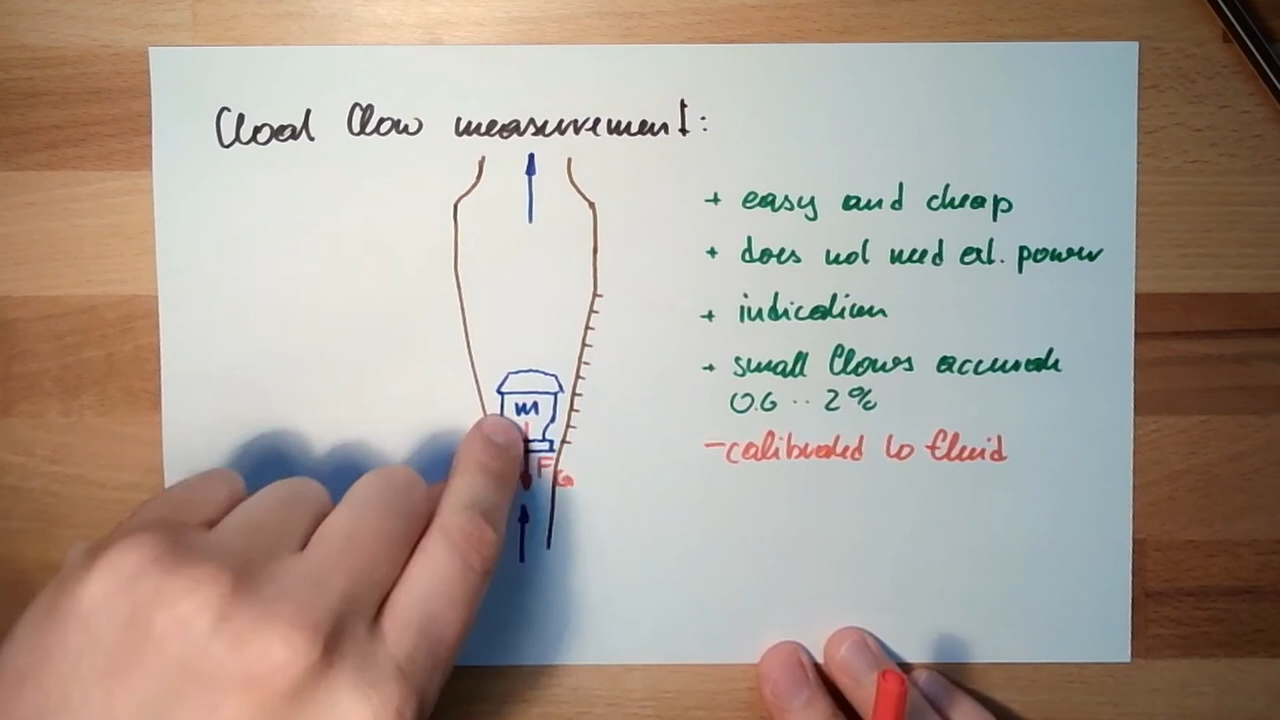 Float flow measurement:
+ easy and cheap
+ does not need ext. power
+ indication
+ small flows accurate
0.6 .. 2%
- calibrated to fluid
m
FG